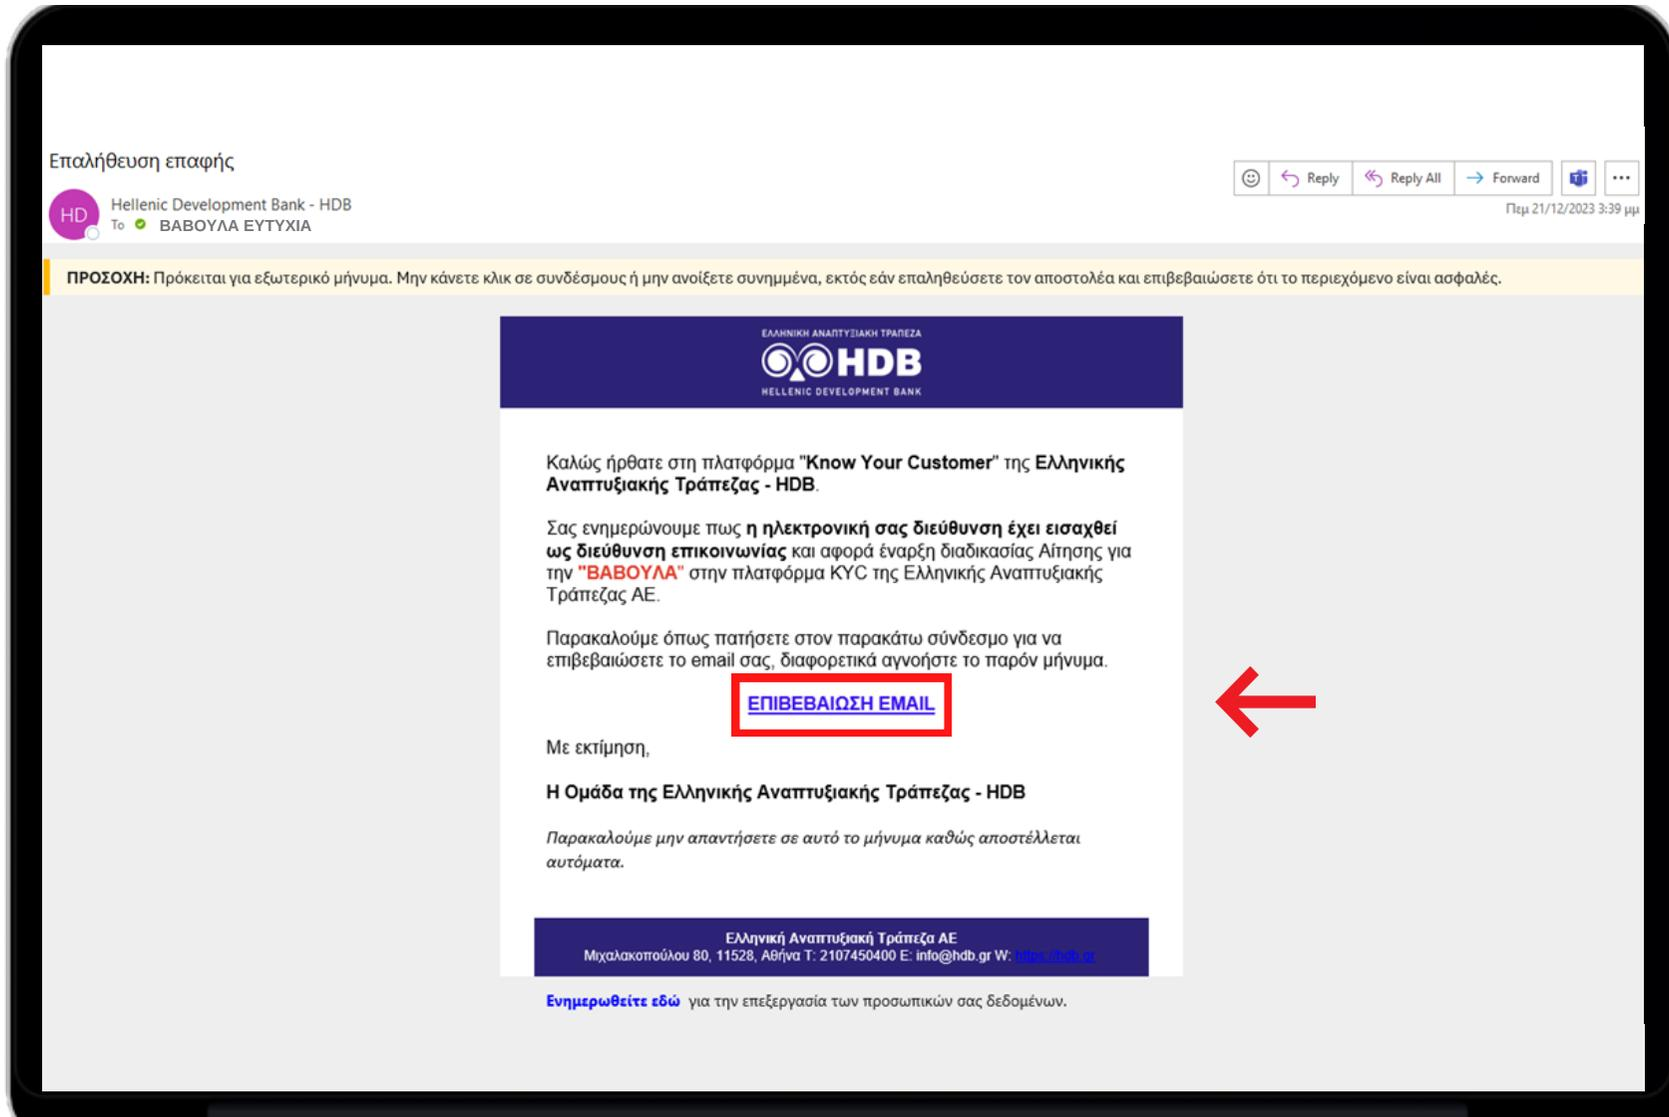 Επαλήθευση επαφής
HD
Hellenic Development Bank - HDB
To ΒΑΒΟΥΛΑ ΕΥΤΥΧΙΑ
Reply
Reply All
Forward
Πεμ 21/12/2023 3:39 μμ
ΠΡΟΣΟΧΗ: Πρόκειται για εξωτερικό μήνυμα. Μην κάνετε κλικ σε συνδέσμους ή μην ανοίξετε συνημμένα, εκτός εάν επαληθεύσετε τον αποστολέα και επιβεβαιώσετε ότι το περιεχόμενο είναι ασφαλές.
ΕΛΛΗΝΙΚΗ ΑΝΑΠΤΥΞΙΑΚΗ ΤΡΑΠΕΖΑ
HDB
HELLENIC DEVELOPMENT BANK
Καλώς ήρθατε στη πλατφόρμα "Know Your Customer" της Ελληνικής
Αναπτυξιακής Τράπεζας - HDB.
Σας ενημερώνουμε πως η ηλεκτρονική σας διεύθυνση έχει εισαχθεί
ως διεύθυνση επικοινωνίας και αφορά έναρξη διαδικασίας Αίτησης για
την "ΒΑΒΟΥΛΑ" στην πλατφόρμα KYC της Ελληνικής Αναπτυξιακής
Τράπεζας ΑΕ.
Παρακαλούμε όπως πατήσετε στον παρακάτω σύνδεσμο για να
επιβεβαιώσετε το email σας, διαφορετικά αγνοήστε το παρόν μήνυμα.
ΕΠΙΒΕΒΑΙΩΣΗ EMAIL
Με εκτίμηση,
Η Ομάδα της Ελληνικής Αναπτυξιακής Τράπεζας - HDB
Παρακαλούμε μην απαντήσετε σε αυτό το μήνυμα καθώς αποστέλλεται
αυτόματα.
Ελληνική Αναπτυξιακή Τράπεζα ΑΕ
Μιχαλακοπούλου 80, 11528, Αθήνα Τ: 2107450400 E: info@hdb.gr W: https://hdb.gr
Ενημερωθείτε εδώ για την επεξεργασία των προσωπικών σας δεδομένων.